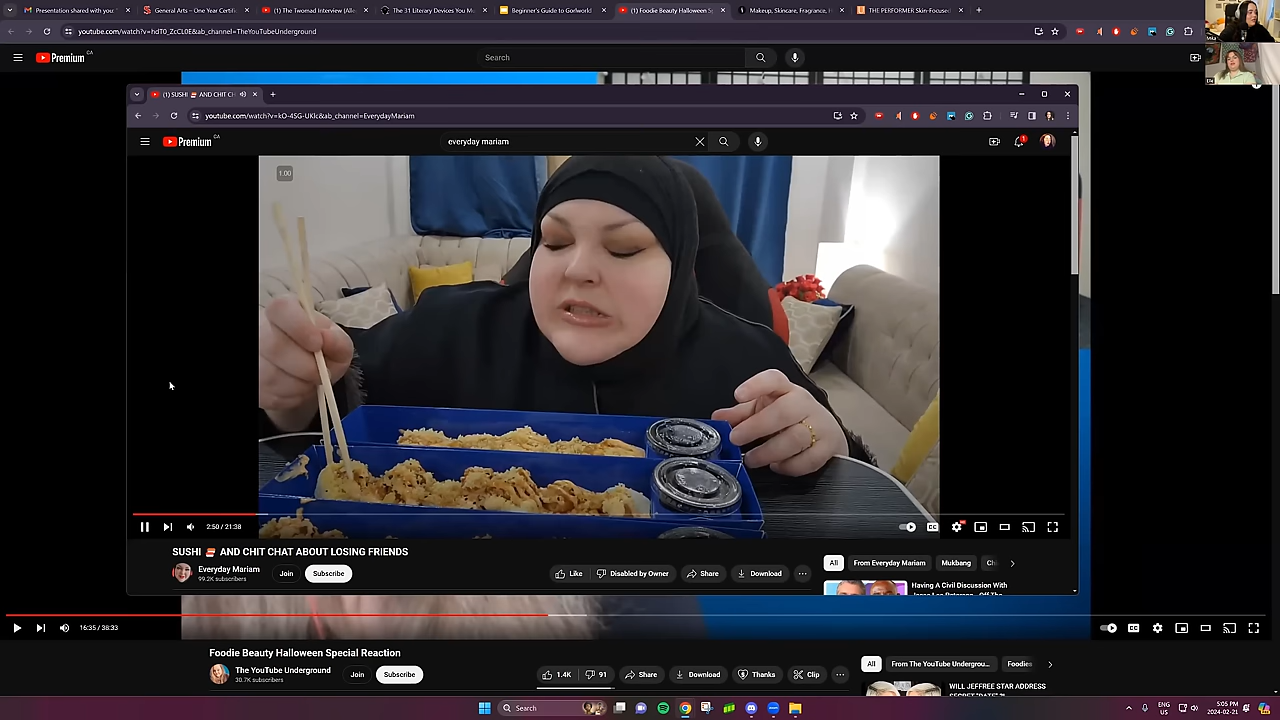 Presentation shared with you: "
General Arts – One Year Certific
(1) The Twomad Interview (Alle
The 31 Literary Devices You M
Beginner's Guide to Gorlworld
(1) Foodie Beauty Halloween S
Makeup, Skincare, Fragrance, H
THE PERFORMER Skin-Focused
youtube.com/watch?v=hdT0_ZcCL0E&ab_channel=TheYouTubeUnderground
Premium CA
Search
(1) SUSHI 🍣 AND CHIT CH
youtube.com/watch?v=kO-4SG-UKlc&ab_channel=EverydayMariam
Premium CA
everyday mariam
1.00
2:50 / 21:38
SUSHI 🍣 AND CHIT CHAT ABOUT LOSING FRIENDS
Everyday Mariam
99.2K subscribers
Join
Subscribe
Like
Disabled by Owner
Share
Download
All
From Everyday Mariam
Mukbang
Having A Civil Discussion With
16:35 / 38:33
Foodie Beauty Halloween Special Reaction
The YouTube Underground
30.7K subscribers
Join
Subscribe
1.4K
91
Share
Download
Thanks
Clip
All
From The YouTube Undergrou...
Foodie
WILL JEFFREE STAR ADDRESS
Search
ENG
US
5:05 PM
2024-02-21